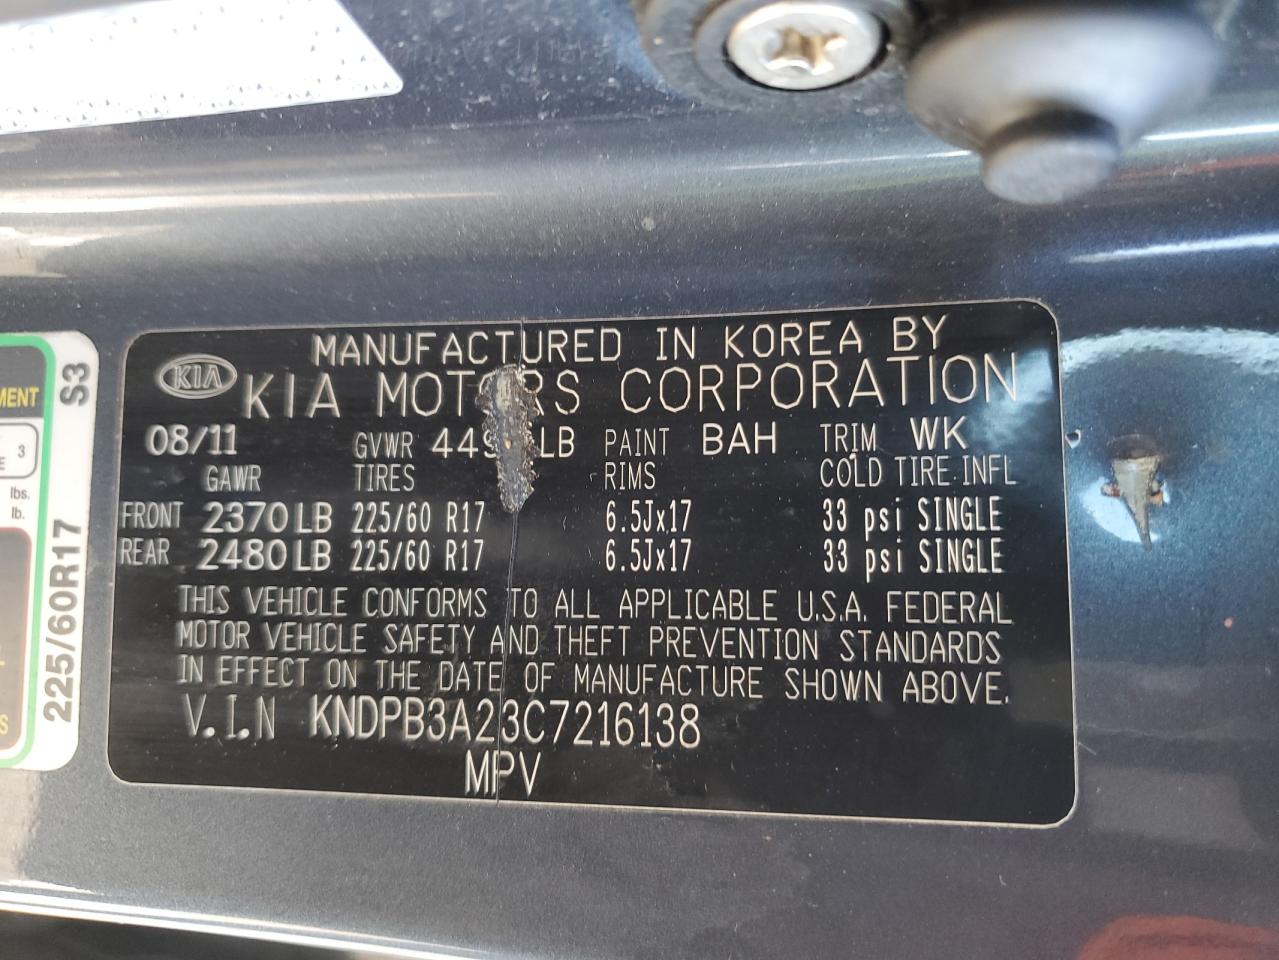 MANUFACTURED IN KOREA BY
KIA
KIA MOTORS CORPORATION
08/11 GVWR LB PAINT BAH TRIM WK
GAWR TIRES RIMS COLD TIRE INFL
FRONT 2370LB 225/60 R17 6.5Jx17 33 psi SINGLE
REAR 2480LB 225/60 R17 6.5Jx17 33 psi SINGLE
THIS VEHICLE CONFORMS TO ALL APPLICABLE U.S.A. FEDERAL
MOTOR VEHICLE SAFETY AND THEFT PREVENTION STANDARDS
IN EFFECT ON THE DATE OF MANUFACTURE SHOWN ABOVE.
V.I.N KNDPB3A23C7216138
MPV
S3
225/60R17
3
lbs.
lb.